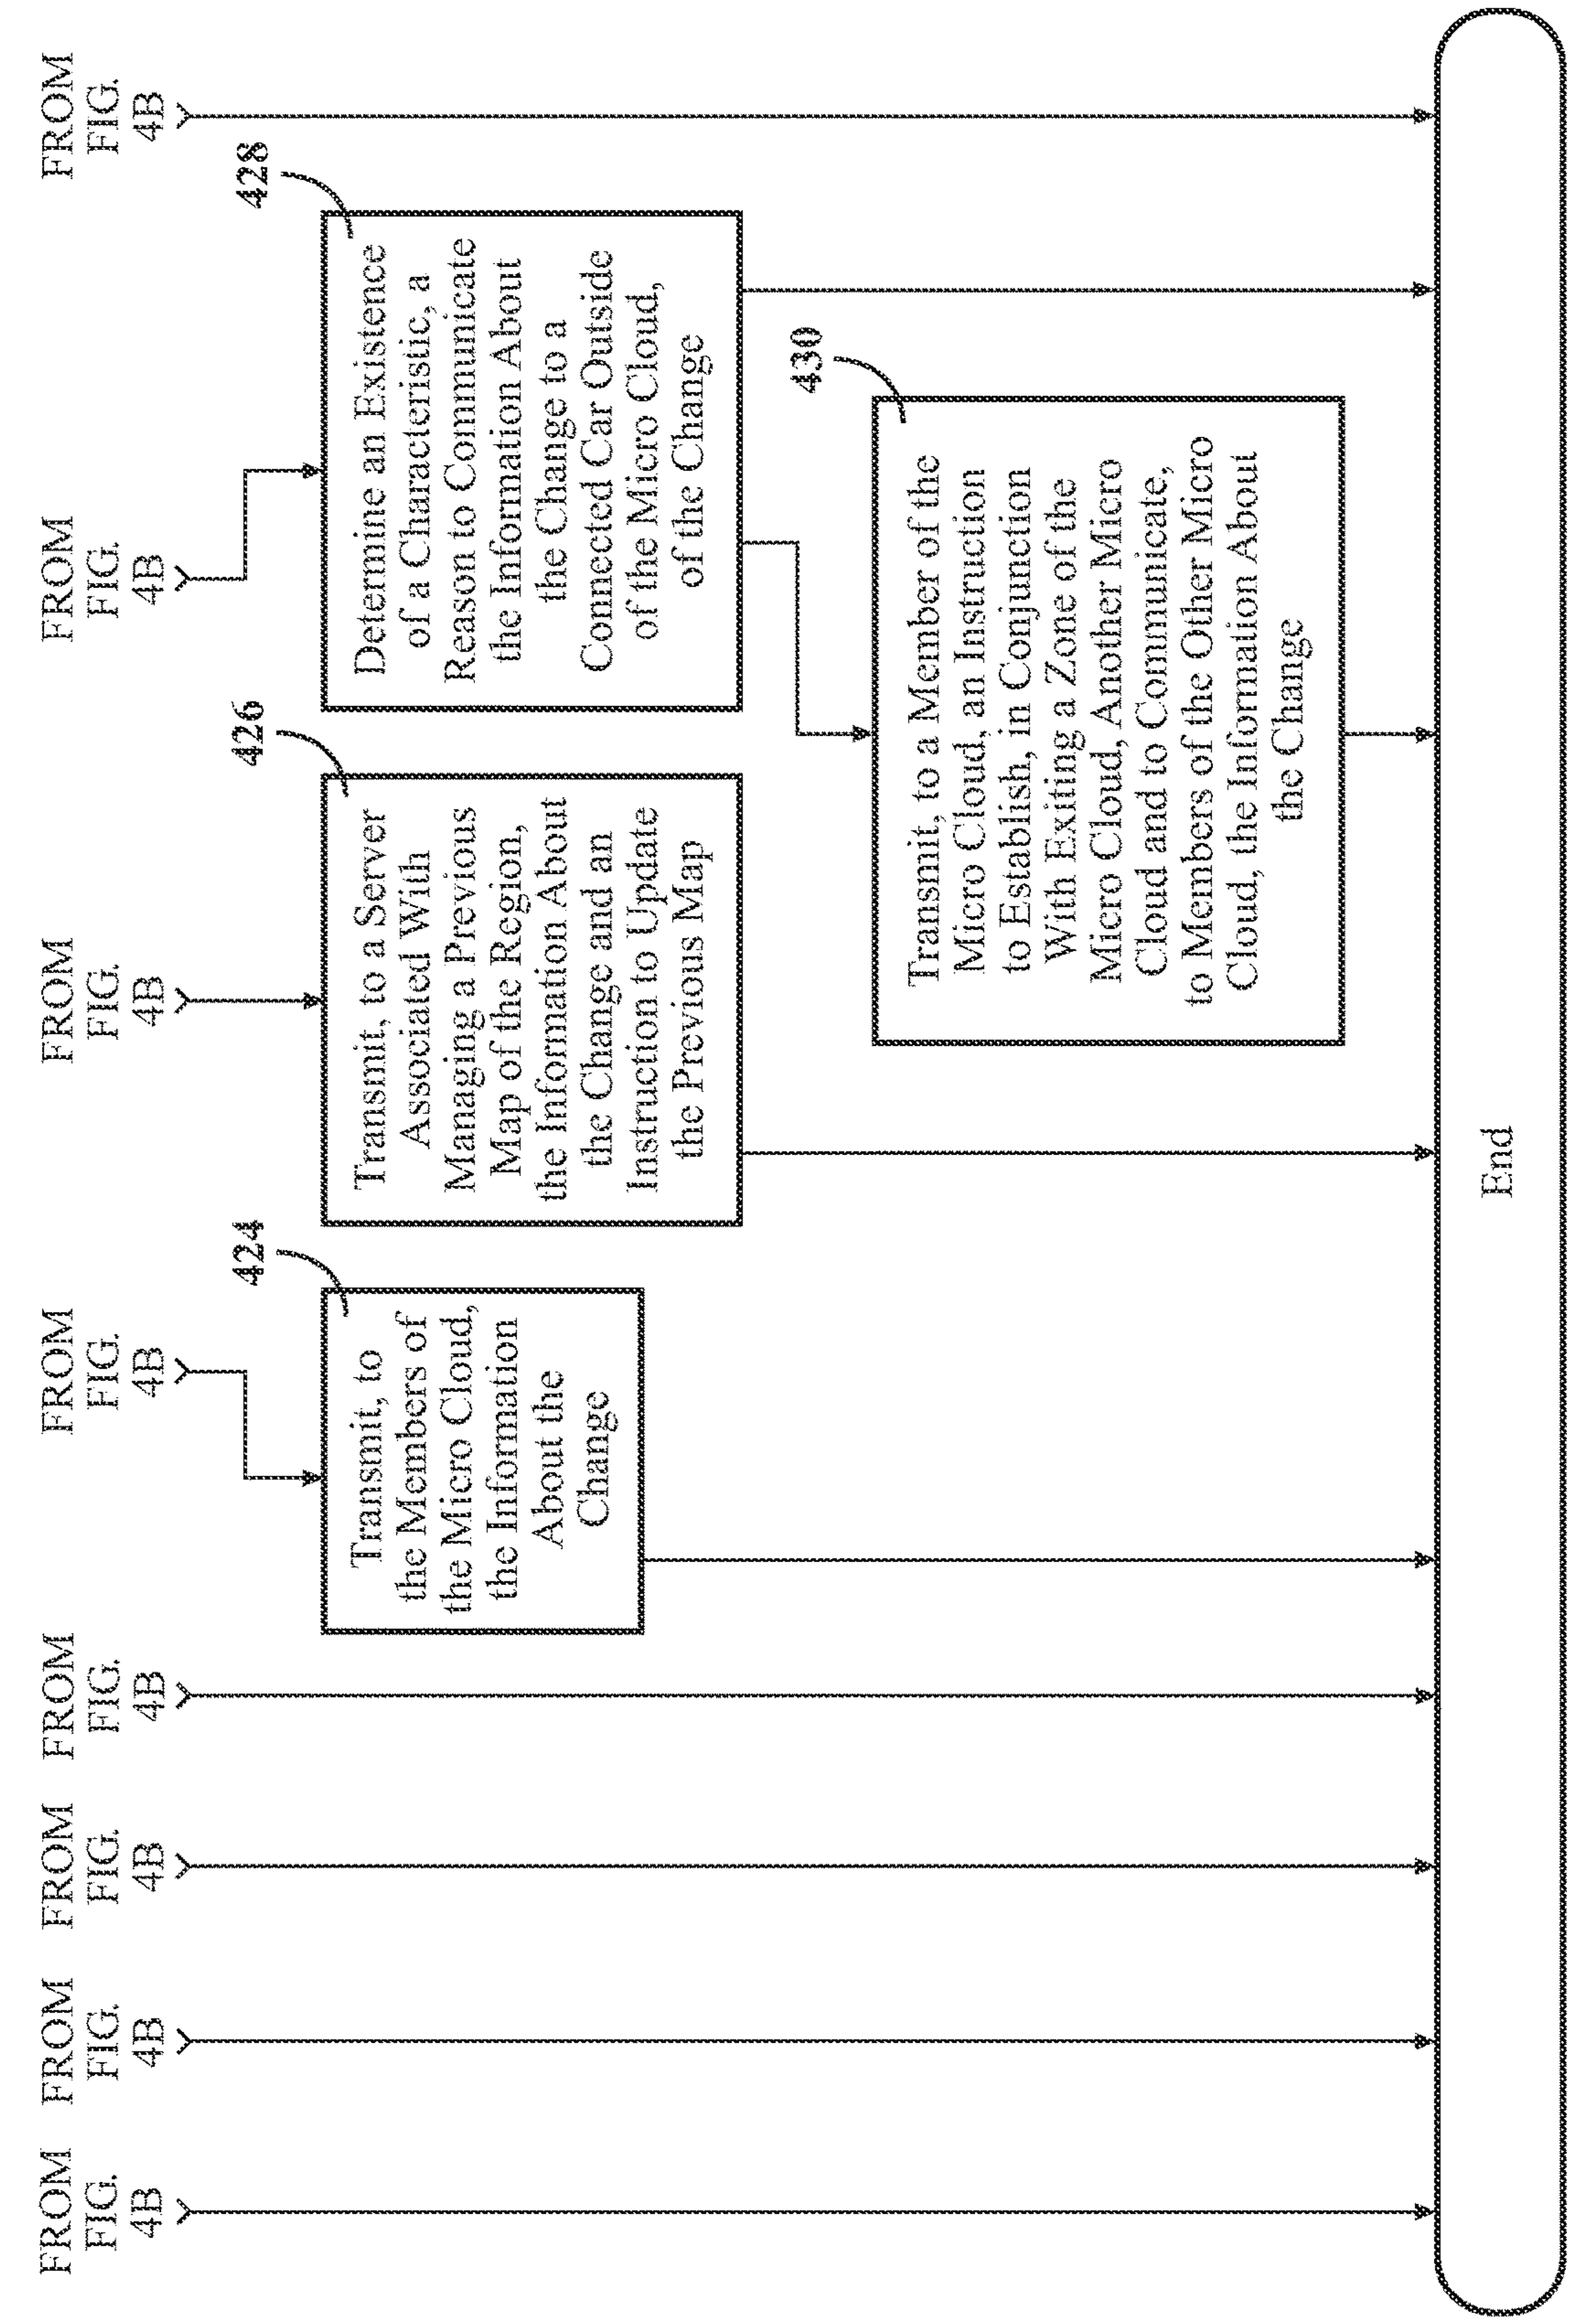 FROM
FIG.
4B
FROM
FIG.
4B
FROM
FIG.
4B
FROM
FIG.
4B
FROM
FIG.
4B
FROM
FIG.
4B
FROM
FIG.
4B
FROM
FIG.
4B
424
Transmit, to
the Members of
the Micro Cloud,
the Information
About the
Change
426
Transmit, to a Server
Associated With
Managing a Previous
Map of the Region,
the Information About
the Change and an
Instruction to Update
the Previous Map
428
Determine an Existence
of a Characteristic, a
Reason to Communicate
the Information About
the Change to a
Connected Car Outside
of the Micro Cloud,
of the Change
430
Transmit, to a Member of the
Micro Cloud, an Instruction
to Establish, in Conjunction
With Exiting a Zone of the
Micro Cloud, Another Micro
Cloud and to Communicate,
to Members of the Other Micro
Cloud, the Information About
the Change
End